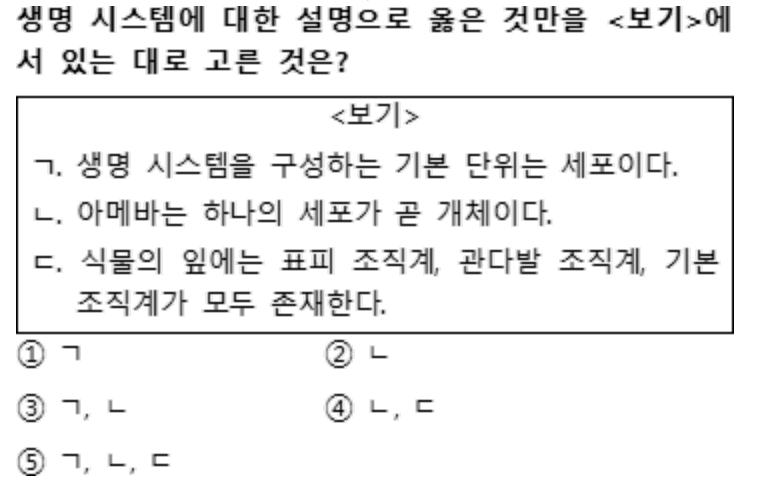 생명 시스템에 대한 설명으로 옳은 것만을 <보기>에
서 있는 대로 고른 것은?
<보기>
ㄱ. 생명 시스템을 구성하는 기본 단위는 세포이다.
ㄴ. 아메바는 하나의 세포가 곧 개체이다.
ㄷ. 식물의 잎에는 표피 조직계, 관다발 조직계, 기본
조직계가 모두 존재한다.
① ㄱ ② ㄴ
③ ㄱ, ㄴ ④ ㄴ, ㄷ
⑤ ㄱ, ㄴ, ㄷ